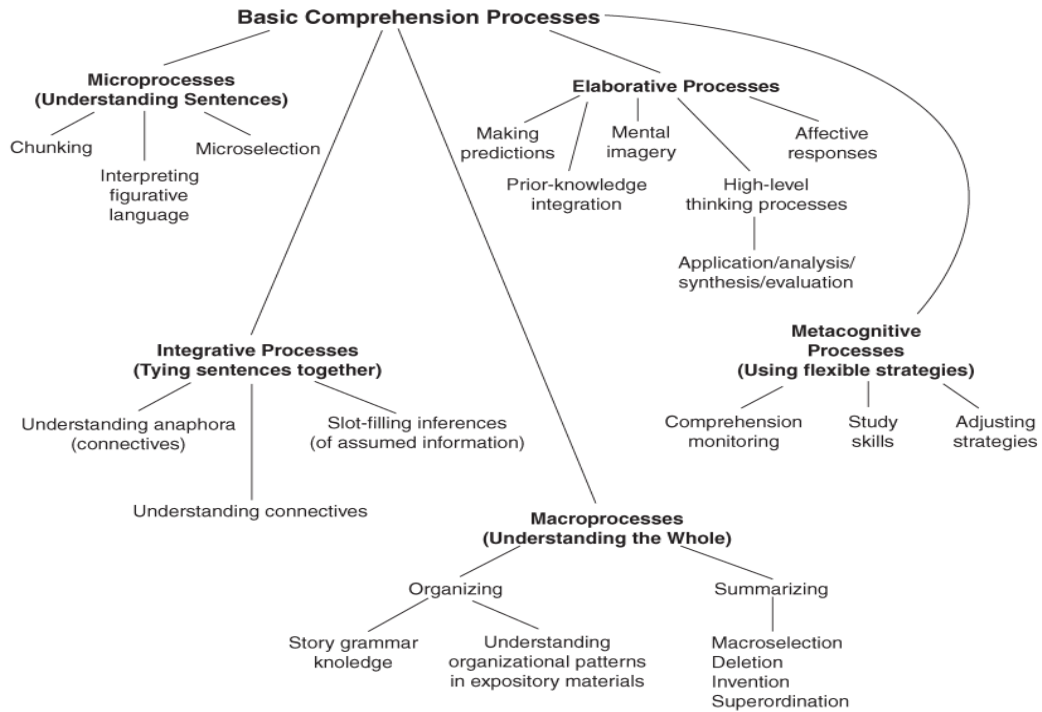 Basic Comprehension Processes
Microprocesses
(Understanding Sentences)
Chunking
Interpreting
figurative
language
Microselection
Elaborative Processes
Making
predictions
Prior-knowledge
integration
Mental
imagery
High-level
thinking processes
Application/analysis/
synthesis/evaluation
Affective
responses
Integrative Processes
(Tying sentences together)
Understanding anaphora
(connectives)
Understanding connectives
Slot-filling inferences
(of assumed information)
Metacognitive
Processes
(Using flexible strategies)
Comprehension
monitoring
Study
skills
Adjusting
strategies
Macroprocesses
(Understanding the Whole)
Organizing
Story grammar
knoledge
Understanding
organizational patterns
in expository materials
Summarizing
Macroselection
Deletion
Invention
Superordination